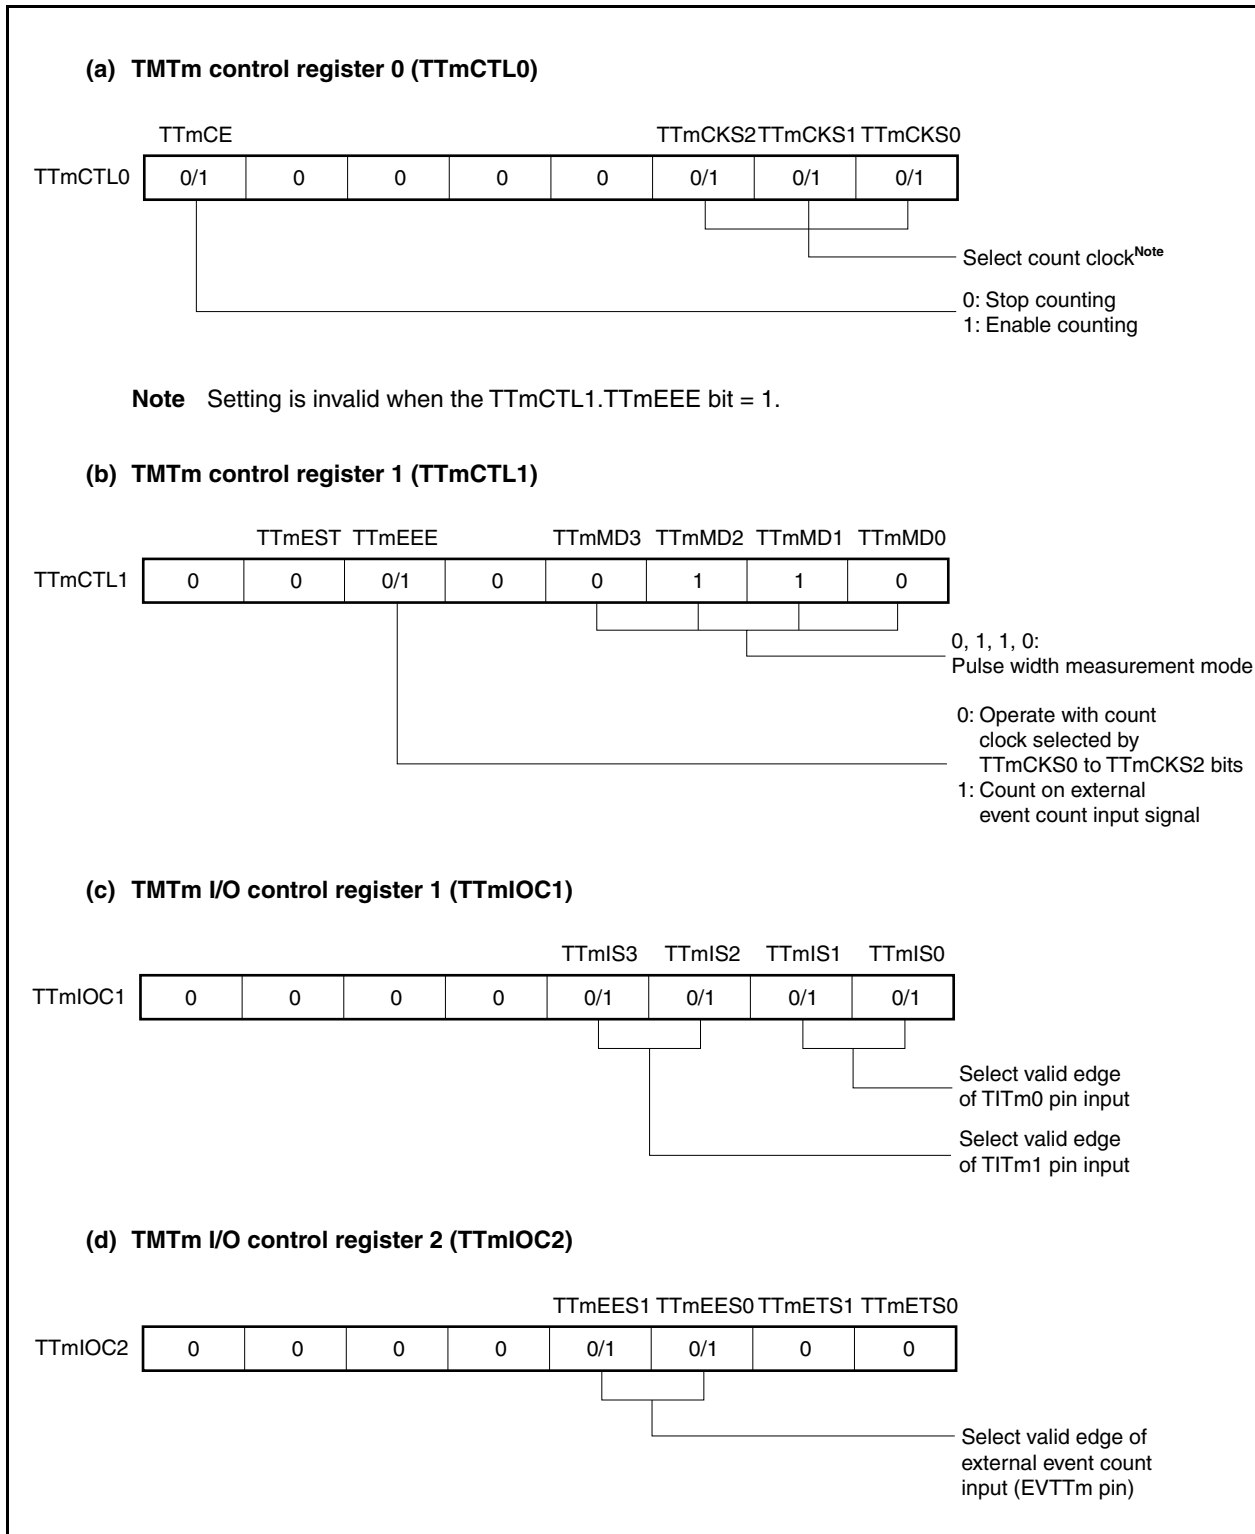 (a) TMTm control register 0 (TTmCTL0)
TTmCE TTmCKS2 TTmCKS1 TTmCKS0
TTmCTL0 0/1 0 0 0 0 0/1 0/1 0/1
Select count clockNote
0: Stop counting
1: Enable counting
Note Setting is invalid when the TTmCTL1.TTmEEE bit = 1.
(b) TMTm control register 1 (TTmCTL1)
TTmEST TTmEEE TTmMD3 TTmMD2 TTmMD1 TTmMD0
TTmCTL1 0 0 0/1 0 0 1 1 0
0, 1, 1, 0:
Pulse width measurement mode
0: Operate with count
clock selected by
TTmCKS0 to TTmCKS2 bits
1: Count on external
event count input signal
(c) TMTm I/O control register 1 (TTmIOC1)
TTmIS3 TTmIS2 TTmIS1 TTmIS0
TTmIOC1 0 0 0 0 0/1 0/1 0/1 0/1
Select valid edge
of TITm0 pin input
Select valid edge
of TITm1 pin input
(d) TMTm I/O control register 2 (TTmIOC2)
TTmEES1 TTmEES0 TTmETS1 TTmETS0
TTmIOC2 0 0 0 0 0/1 0/1 0 0
Select valid edge of
external event count
input (EVTTm pin)